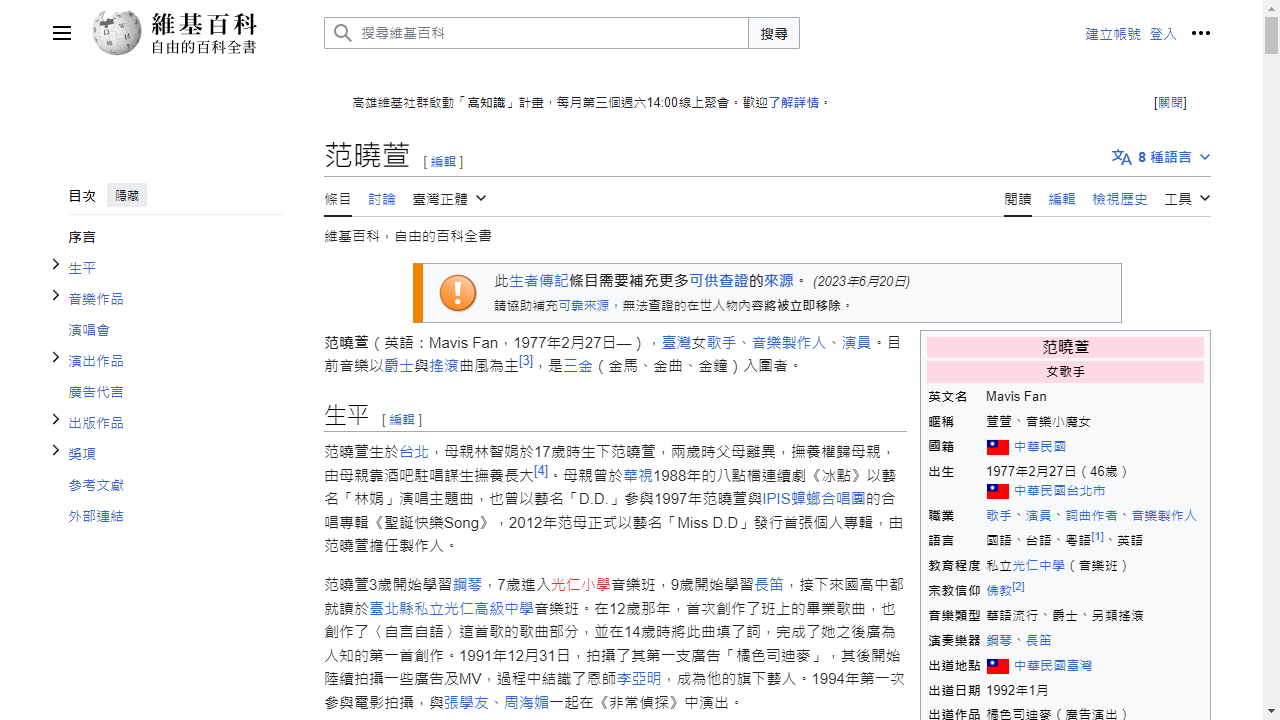 維基百科
自由的百科全書
搜尋維基百科
搜尋
建立帳號 登入
高雄維基社群啟動「高知識」計畫，每月第三個週六14:00線上聚會。歡迎了解詳情。
[關閉]
范曉萱 [編輯]
8 種語言
目次 隱藏
序言
生平
音樂作品
演唱會
演出作品
廣告代言
出版作品
獎項
參考文獻
外部連結
條目 討論 臺灣正體
閱讀 編輯 檢視歷史 工具
維基百科，自由的百科全書
此生者傳記條目需要補充更多可供查證的來源。 (2023年6月20日)
請協助補充可靠來源，無法查證的在世人物內容將被立即移除。
范曉萱（英語：Mavis Fan，1977年2月27日—），臺灣女歌手、音樂製作人、演員。目
前音樂以爵士與搖滾曲風為主[3]，是三金（金馬、金曲、金鐘）入圍者。
生平 [編輯]
范曉萱生於台北，母親林智娟於17歲時生下范曉萱，兩歲時父母離異，撫養權歸母親，
由母親靠酒吧駐唱謀生撫養長大[4]。母親曾於華視1988年的八點檔連續劇《冰點》以藝
名「林娟」演唱主題曲，也曾以藝名「D.D.」參與1997年范曉萱與IPIS蟑螂合唱團的合
唱專輯《聖誕快樂Song》，2012年范母正式以藝名「Miss D.D」發行首張個人專輯，由
范曉萱擔任製作人。
范曉萱3歲開始學習鋼琴，7歲進入光仁小學音樂班，9歲開始學習長笛，接下來國高中都
就讀於臺北縣私立光仁高級中學音樂班。在12歲那年，首次創作了班上的畢業歌曲，也
創作了〈自言自語〉這首歌的歌曲部分，並在14歲時將此曲填了詞，完成了她之後廣為
人知的第一首創作。1991年12月31日，拍攝了其第一支廣告「橘色司迪麥」，其後開始
陸續拍攝一些廣告及MV，過程中結識了恩師李亞明，成為他的旗下藝人。1994年第一次
參與電影拍攝，與張學友、周海媚一起在《非常偵探》中演出。
范曉萱
女歌手
英文名 Mavis Fan
暱稱 萱萱、音樂小魔女
國籍 中華民國
出生 1977年2月27日（46歲）
中華民國台北市
職業 歌手、演員、詞曲作者、音樂製作人
語言 國語、台語、粵語[1]、英語
教育程度 私立光仁中學（音樂班）
宗教信仰 佛教[2]
音樂類型 華語流行、爵士、另類搖滾
演奏樂器 鋼琴、長笛
出道地點 中華民國臺灣
出道日期 1992年1月
出道作品 橘色司迪麥（廣告演出）